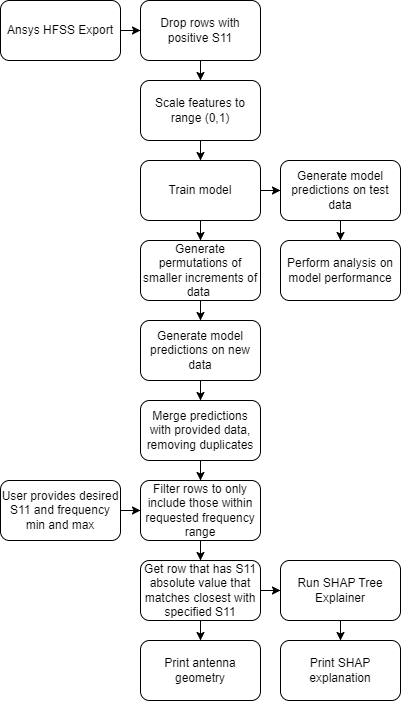 Ansys HFSS Export
Drop rows with
positive S11
Scale features to
range (0,1)
Train model
Generate model
predictions on test
data
Generate
permutations of
smaller increments of
data
Perform analysis on
model performance
Generate model
predictions on new
data
Merge predictions
with provided data,
removing duplicates
User provides desired
S11 and frequency
min and max
Filter rows to only
include those within
requested frequency
range
Get row that has S11
absolute value that
matches closest with
specified S11
Run SHAP Tree
Explainer
Print antenna
geometry
Print SHAP
explanation